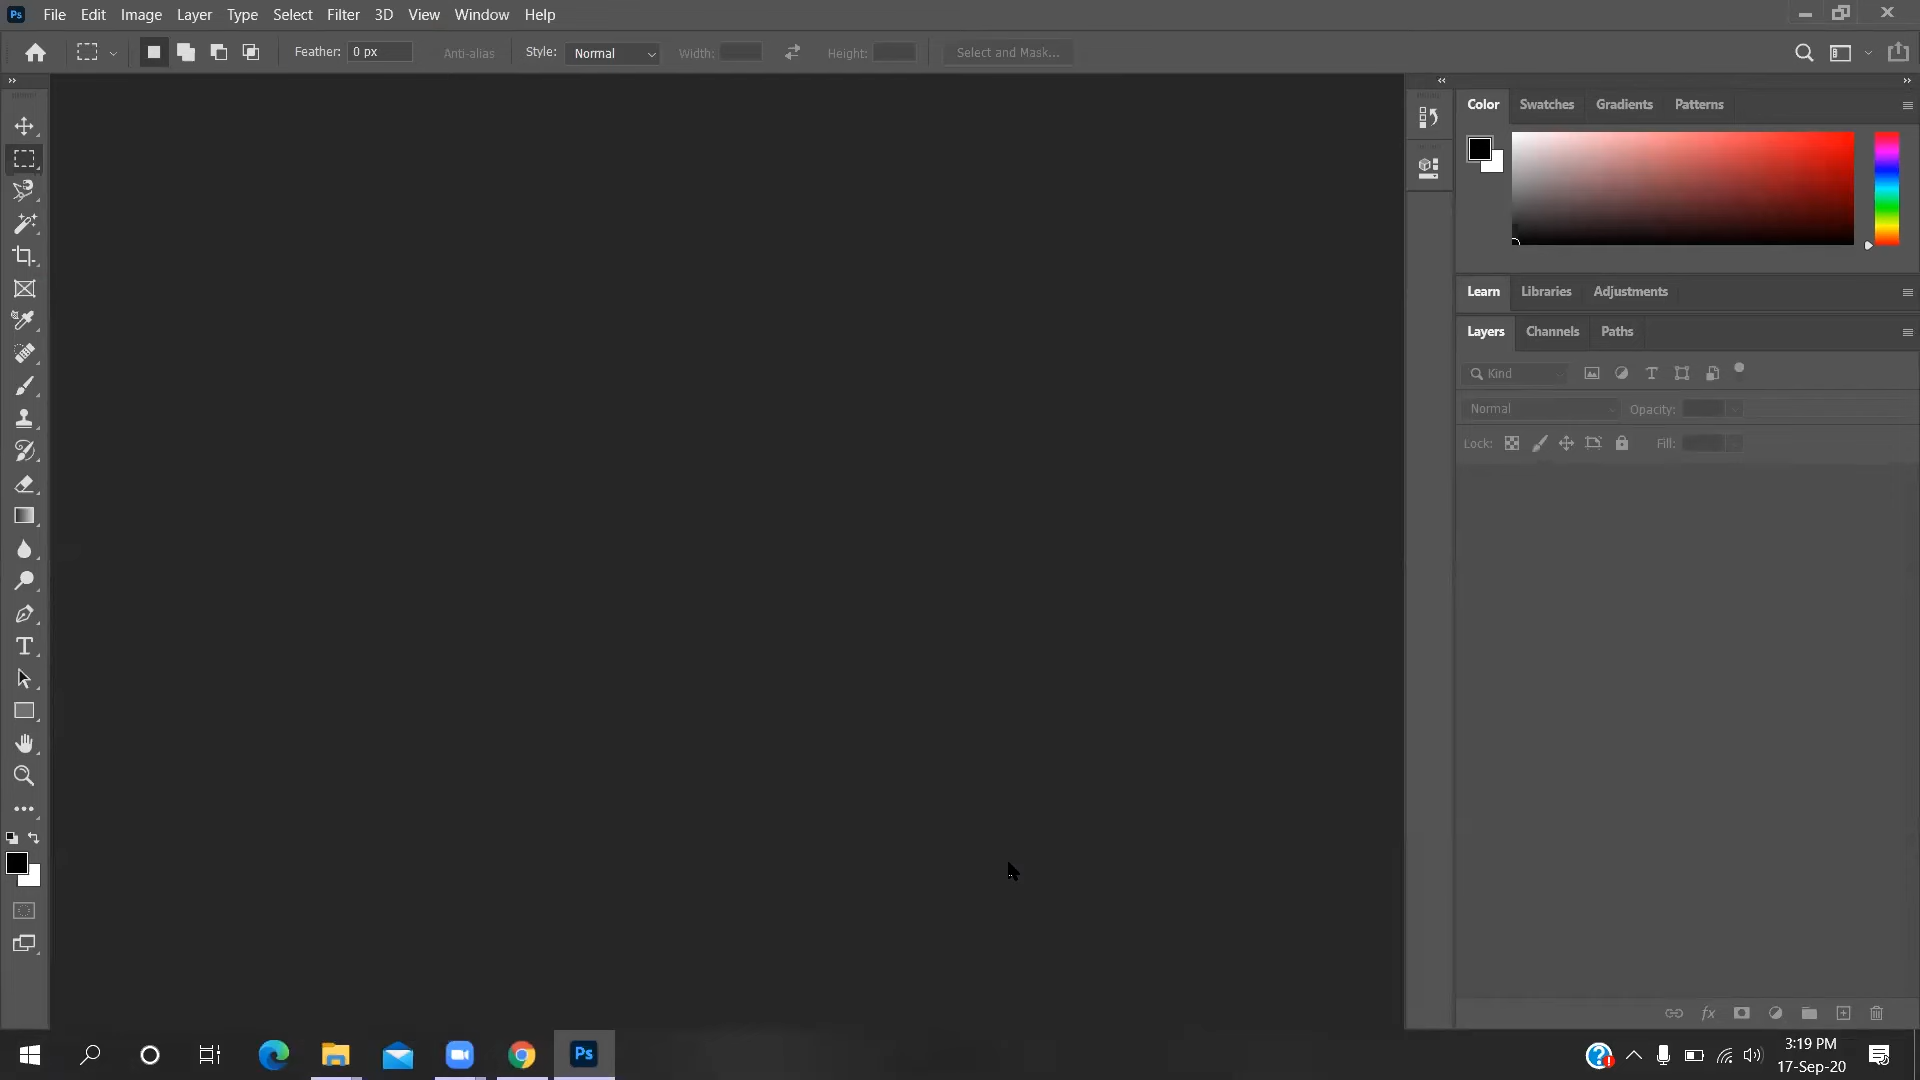 Ps File Edit Image Layer Type Select Filter 3D View Window Help
Feather: 0 px Anti-alias Style: Normal Width: Height: Select and Mask...
Color Swatches Gradients Patterns
Learn Libraries Adjustments
Layers Channels Paths
Kind
Normal Opacity:
Lock: Fill:
fx
Ps
3:19 PM
17-Sep-20